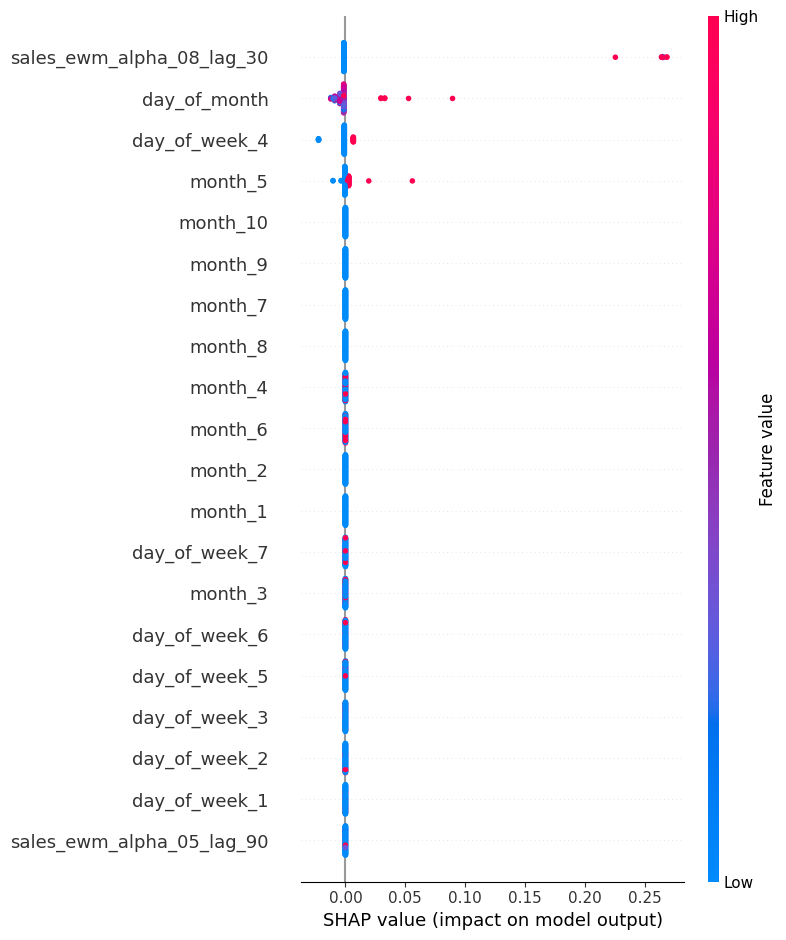 High
sales_ewm_alpha_08_lag_30
day_of_month
day_of_week_4
month_5
month_10
month_9
month_7
month_8
month_4
month_6
month_2
month_1
day_of_week_7
month_3
day_of_week_6
day_of_week_5
day_of_week_3
day_of_week_2
day_of_week_1
sales_ewm_alpha_05_lag_90
Feature value
Low
0.00 0.05 0.10 0.15 0.20 0.25
SHAP value (impact on model output)